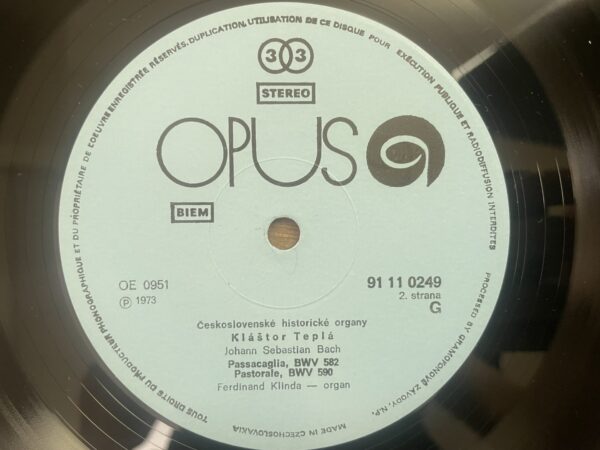 TOUS DROITS DU PRODUCTEUR PHONOGRAPHIQUE ET DU PROPRIÉTAIRE DE L'OEUVRE ENREGISTRÉE RÉSERVÉS. DUPLICATION, UTILISATION DE CE DISQUE POUR EXÉCUTION PUBLIQUE ET RADIODIFFUSION INTERDITES
33
STEREO
OPUS
BIEM
OE 0951
Ⓟ 1973
91 11 0249
2. strana
G
Československé historické organy
Kláštor Teplá
Johann Sebastian Bach
Passacaglia, BWV 582
Pastorale, BWV 590
Ferdinand Klinda — organ
PROCESSED BY GRAMOFONOVÉ ZÁVODY, N.P.
MADE IN CZECHOSLOVAKIA